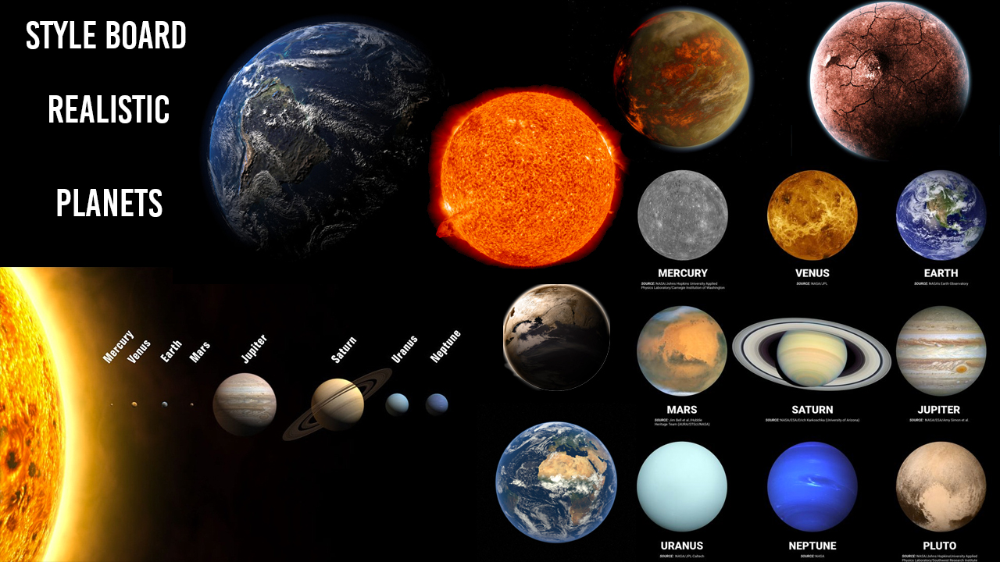 STYLE BOARD
REALISTIC
PLANETS
Mercury
Venus
Earth
Mars
Jupiter
Saturn
Uranus
Neptune
MERCURY
SOURCE: NASA/Johns Hopkins University Applied
Physics Laboratory/Carnegie Institution of Washington
VENUS
SOURCE: NASA/JPL
EARTH
SOURCE: NASA's Earth Observatory
MARS
SOURCE: Jim Bell et al./Hubble
Heritage Team (AURA/STScI/NASA)
SATURN
SOURCE: NASA/ESA/Erich Karkoschka (University of Arizona)
JUPITER
SOURCE: NASA/ESA/Amy Simon et al.
URANUS
SOURCE: NASA/JPL-Caltech
NEPTUNE
SOURCE: NASA
PLUTO
SOURCE: NASA/Johns HopkinsUniversity Applied
Physics Laboratory/Southwest Research Institute